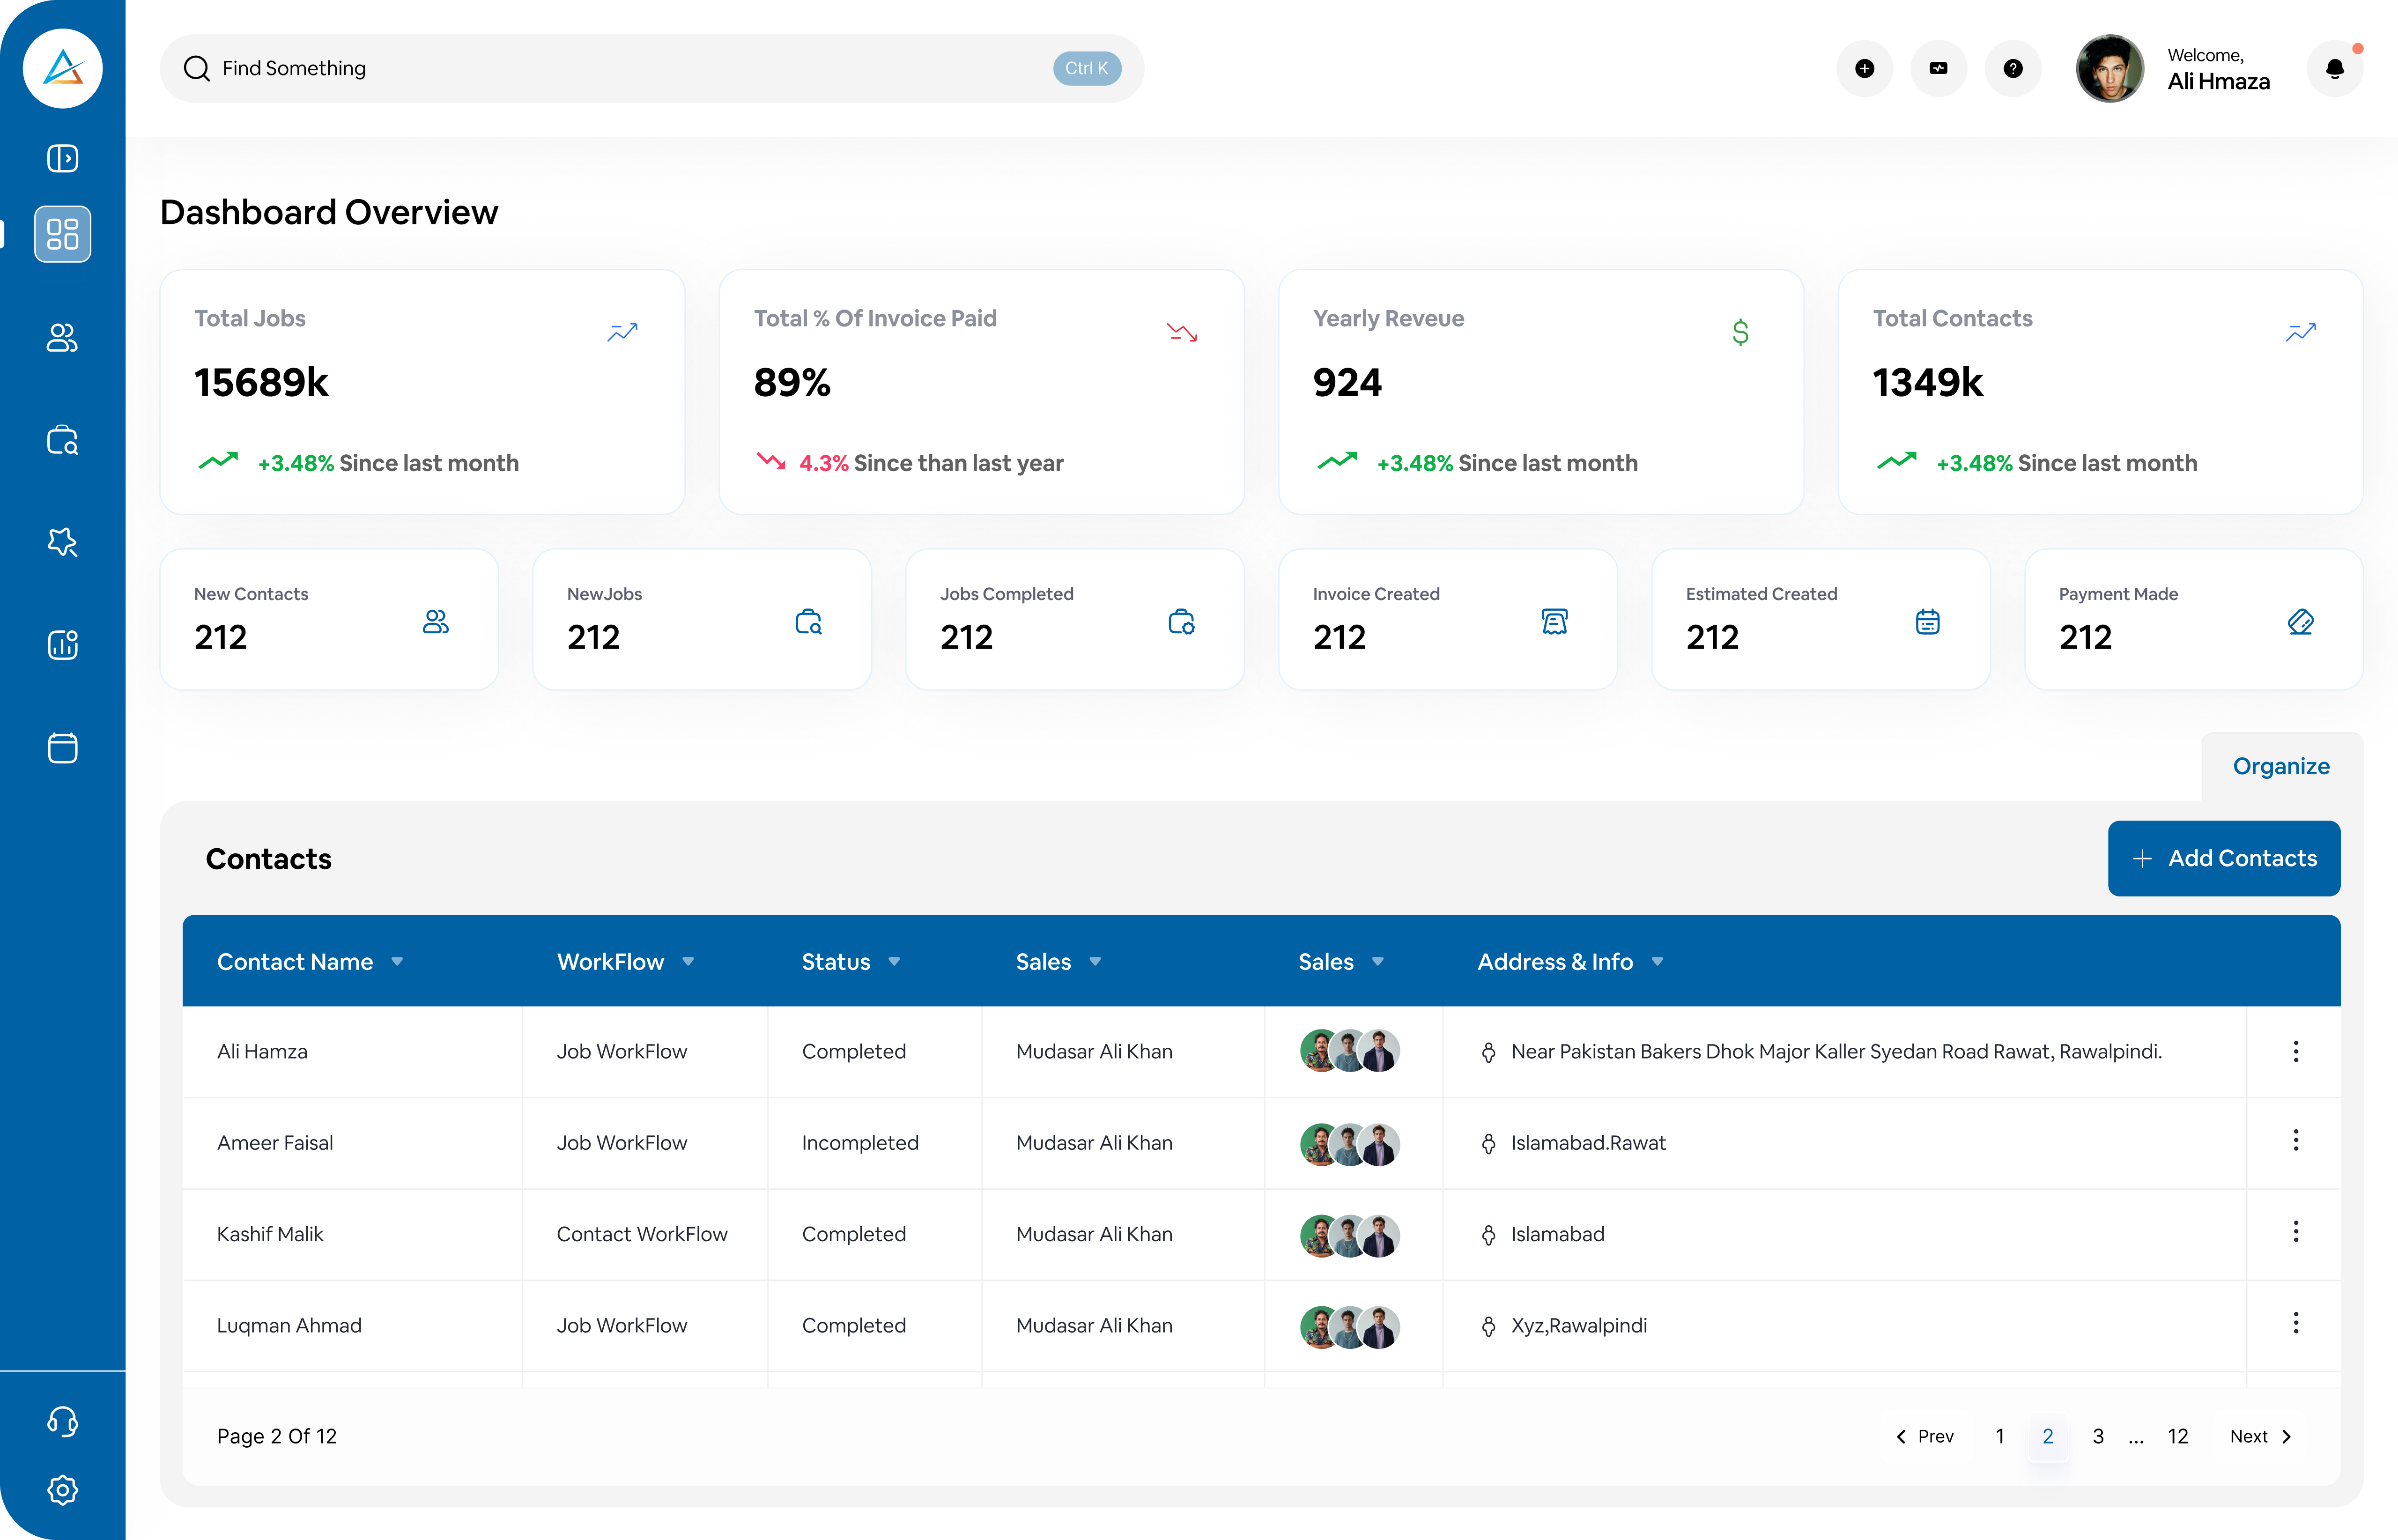 Find Something
Ctrl K
Welcome,
Ali Hmaza
Dashboard Overview
Total Jobs
15689k
+3.48% Since last month
Total % Of Invoice Paid
89%
4.3% Since than last year
Yearly Reveue
924
+3.48% Since last month
Total Contacts
1349k
+3.48% Since last month
New Contacts
212
NewJobs
212
Jobs Completed
212
Invoice Created
212
Estimated Created
212
Payment Made
212
Organize
Contacts
Add Contacts
Contact Name WorkFlow Status Sales Sales Address & Info
Ali Hamza Job WorkFlow Completed Mudasar Ali Khan Near Pakistan Bakers Dhok Major Kaller Syedan Road Rawat, Rawalpindi.
Ameer Faisal Job WorkFlow Incompleted Mudasar Ali Khan Islamabad.Rawat
Kashif Malik Contact WorkFlow Completed Mudasar Ali Khan Islamabad
Luqman Ahmad Job WorkFlow Completed Mudasar Ali Khan Xyz,Rawalpindi
Page 2 Of 12 Prev 1 2 3 ... 12 Next